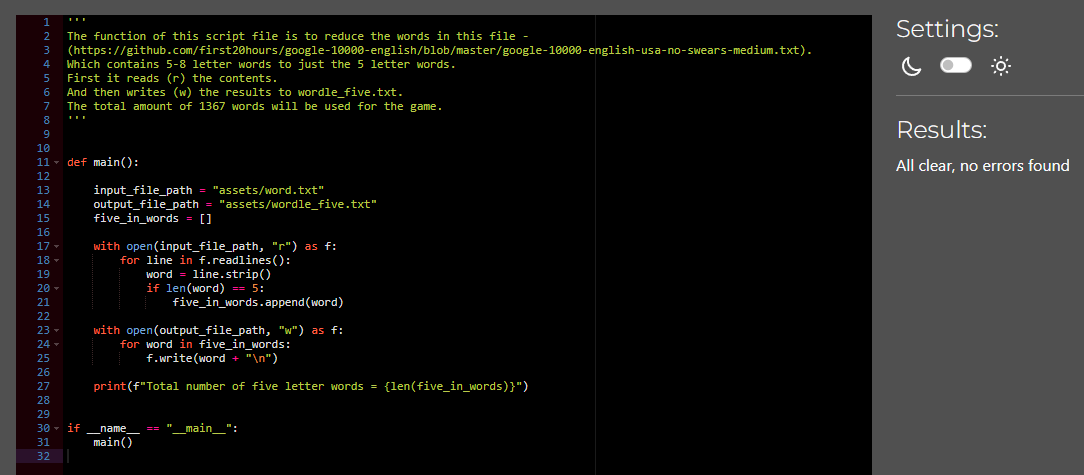 1 '''
2 The function of this script file is to reduce the words in this file -
3 (https://github.com/first20hours/google-10000-english/blob/master/google-10000-english-usa-no-swears-medium.txt).
4 Which contains 5-8 letter words to just the 5 letter words.
5 First it reads (r) the contents.
6 And then writes (w) the results to wordle_five.txt.
7 The total amount of 1367 words will be used for the game.
8 '''
9
10
11 def main():
12
13     input_file_path = "assets/word.txt"
14     output_file_path = "assets/wordle_five.txt"
15     five_in_words = []
16
17     with open(input_file_path, "r") as f:
18         for line in f.readlines():
19             word = line.strip()
20             if len(word) == 5:
21                 five_in_words.append(word)
22
23     with open(output_file_path, "w") as f:
24         for word in five_in_words:
25             f.write(word + "\n")
26
27     print(f"Total number of five letter words = {len(five_in_words)}")
28
29
30 if __name__ == "__main__":
31     main()
32
Settings:
Results:
All clear, no errors found